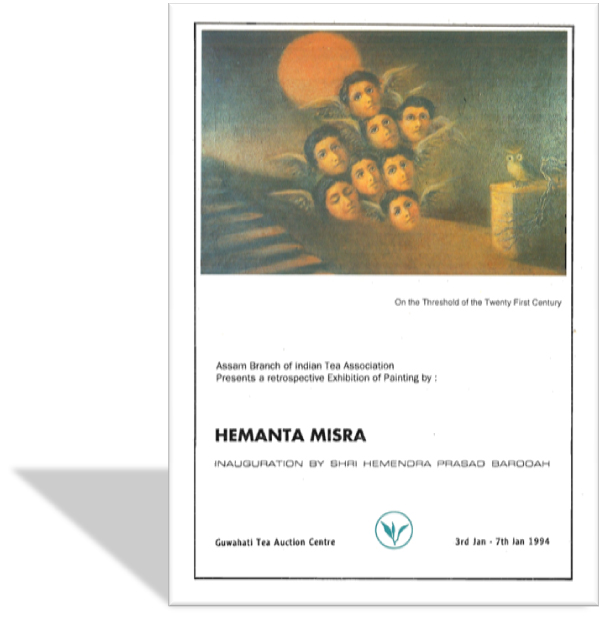 On the Threshold of the Twenty First Century
Assam Branch of Indian Tea Association
Presents a retrospective Exhibition of Painting by :
HEMANTA MISRA
INAUGURATION BY SHRI HEMENDRA PRASAD BAROOAH
Guwahati Tea Auction Centre
3rd Jan - 7th Jan 1994